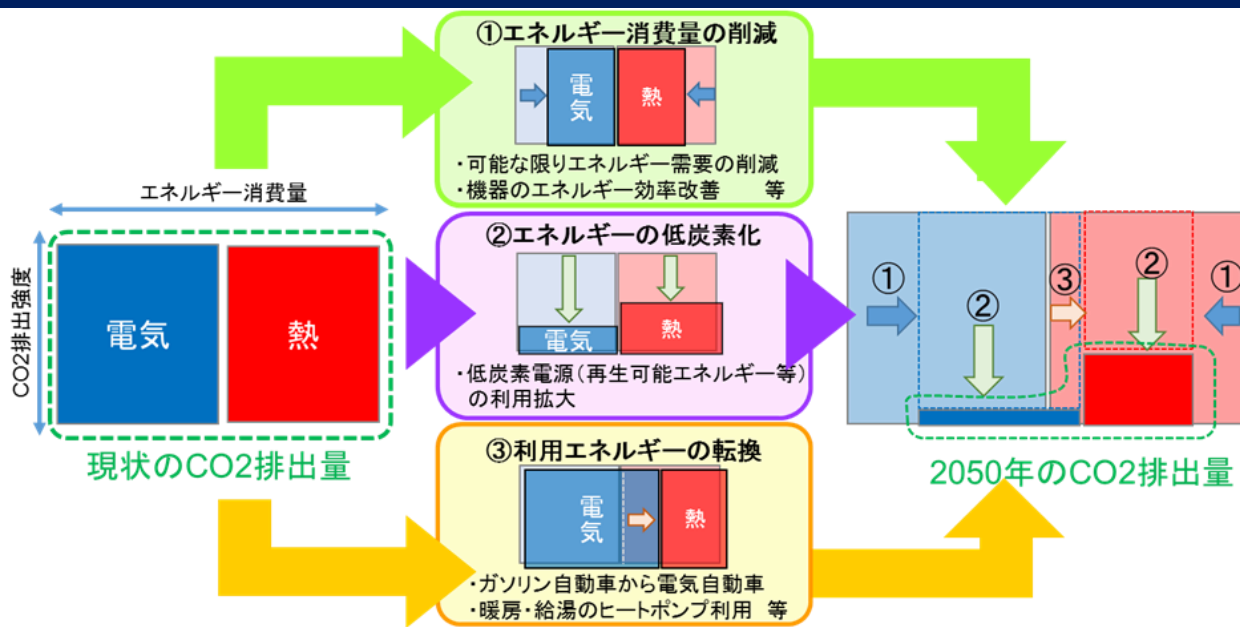 ①エネルギー消費量の削減
電気
熱
・可能な限りエネルギー需要の削減
・機器のエネルギー効率改善　等
エネルギー消費量
CO2排出強度
電気
熱
現状のCO2排出量
②エネルギーの低炭素化
電気
熱
・低炭素電源(再生可能エネルギー等)
の利用拡大
③利用エネルギーの転換
電気
熱
・ガソリン自動車から電気自動車
・暖房・給湯のヒートポンプ利用　等
①
②
③
②
①
2050年のCO2排出量